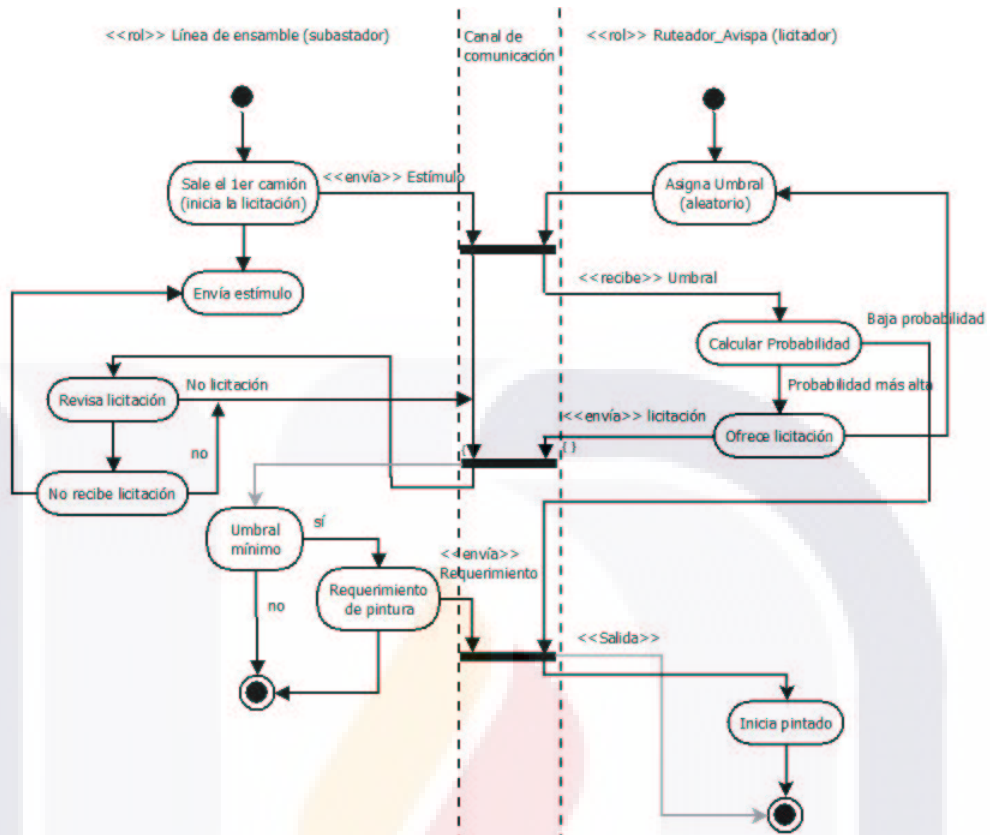 <<rol>> Línea de ensamble (subastador)
Canal de
comunicación
<<rol>> Ruteador_Avispa (licitador)
Sale el 1er camión
(inicia la licitación)
<<envía>> Estímulo
Asigna Umbral
(aleatorio)
Envía estímulo
<<recibe>> Umbral
Baja probabilidad
Calcular Probabilidad
Revisa licitación
No licitación
Probabilidad más alta
<<envía>> licitación
Ofrece licitación
no
{
{ }
No recibe licitación
Umbral
mínimo
sí
<<envía>>
Requerimiento
Requerimiento
de pintura
no
<<Salida>>
Inicia pintado